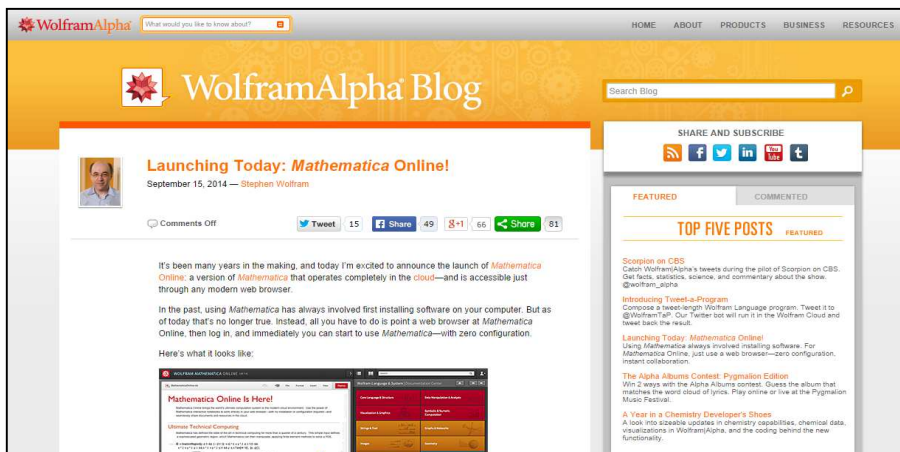 WolframAlpha
What would you like to know about?
HOME ABOUT PRODUCTS BUSINESS RESOURCES
WolframAlpha Blog
Search Blog
Launching Today: Mathematica Online!
September 15, 2014 — Stephen Wolfram
Comments Off
Tweet 15 Share 49 g+1 66 Share 81
It's been many years in the making, and today I'm excited to announce the launch of Mathematica
Online: a version of Mathematica that operates completely in the cloud—and is accessible just
through any modern web browser.
In the past, using Mathematica has always involved first installing software on your computer. But as
of today that's no longer true. Instead, all you have to do is point a web browser at Mathematica
Online, then log in, and immediately you can start to use Mathematica—with zero configuration.
Here's what it looks like:
WOLFRAM MATHEMATICA ONLINE
Mathematica Online Is Here!
Ultimate Technical Computing
Wolfram Language & System Documentation Center
SHARE AND SUBSCRIBE
You Tube
FEATURED COMMENTED
TOP FIVE POSTS FEATURED
Scorpion on CBS
Catch Wolfram|Alpha's tweets during the pilot of Scorpion on CBS.
Get facts, statistics, science, and commentary about the show.
@wolfram_alpha
Introducing Tweet-a-Program
Compose a tweet-length Wolfram Language program. Tweet it to
@WolframTaP. Our Twitter bot will run it in the Wolfram Cloud and
tweet back the result.
Launching Today: Mathematica Online!
Using Mathematica always involved installing software. For
Mathematica Online, just use a web browser—zero configuration,
instant collaboration.
The Alpha Albums Contest: Pygmalion Edition
Win 2 ways with the Alpha Albums contest. Guess the album that
matches the word cloud of lyrics. Play online or live at the Pygmalion
Music Festival.
A Year in a Chemistry Developer's Shoes
A look into sizeable updates in chemistry capabilities, chemical data,
visualizations in Wolfram|Alpha, and the coding behind the new
functionality.